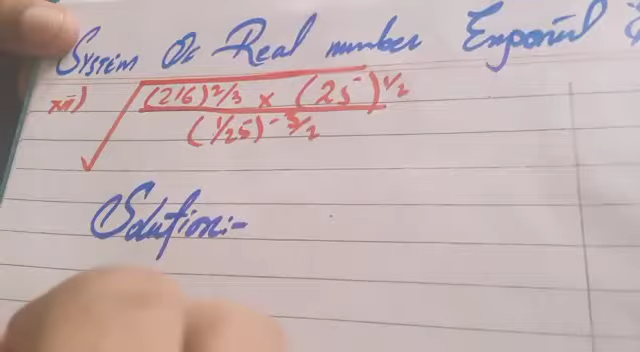 System Of Real number Exponent
xii) √(216)^2/3 × (25)^1/2
(1/25)^-3/2
Solution:-